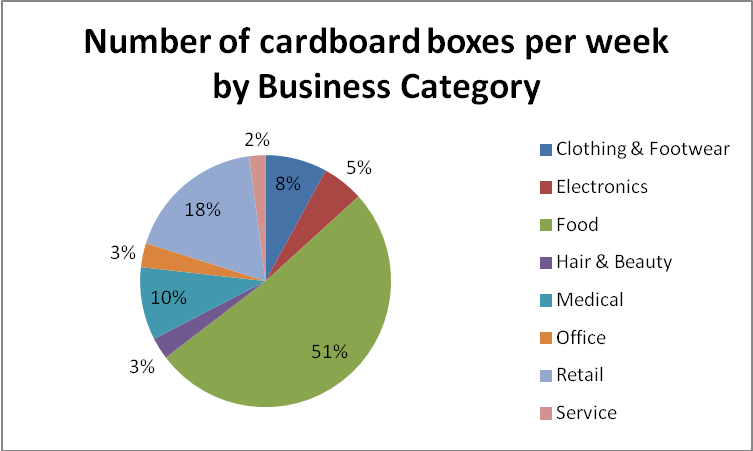 Number of cardboard boxes per week
by Business Category
2%
8%
5%
18%
3%
10%
51%
3%
Clothing & Footwear
Electronics
Food
Hair & Beauty
Medical
Office
Retail
Service